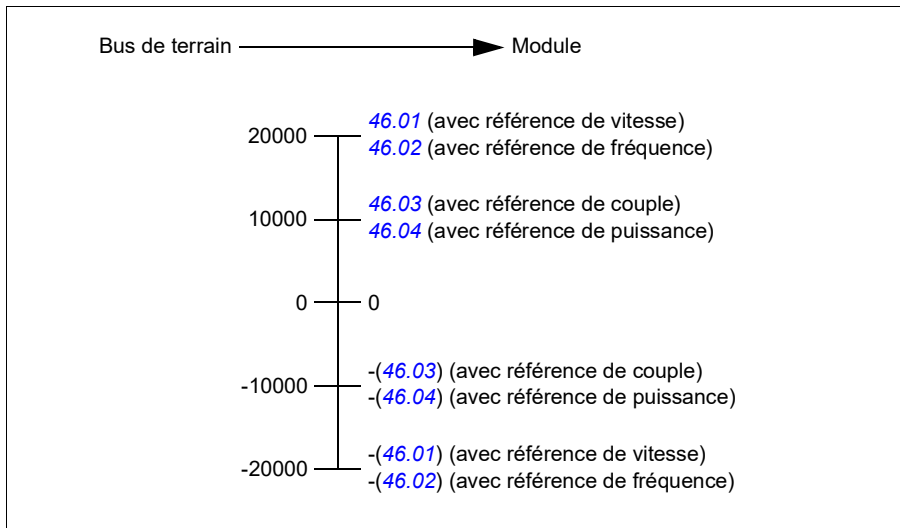 Bus de terrain Module
46.01 (avec référence de vitesse)
20000
46.02 (avec référence de fréquence)
46.03 (avec référence de couple)
10000
46.04 (avec référence de puissance)
0 0
-(46.03) (avec référence de couple)
-10000
-(46.04) (avec référence de puissance)
-(46.01) (avec référence de vitesse)
-20000
-(46.02) (avec référence de fréquence)